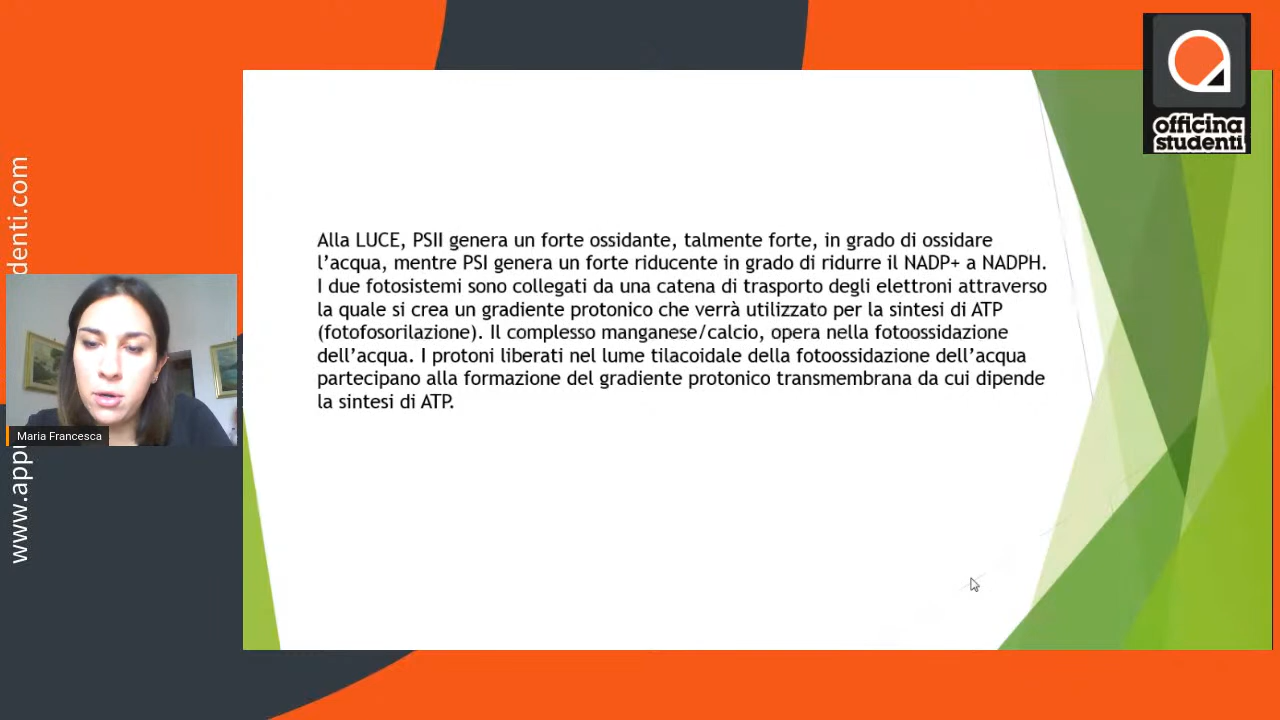 officina
studenti
Alla LUCE, PSII genera un forte ossidante, talmente forte, in grado di ossidare
l'acqua, mentre PSI genera un forte riducente in grado di ridurre il NADP+ a NADPH.
I due fotosistemi sono collegati da una catena di trasporto degli elettroni attraverso
la quale si crea un gradiente protonico che verrà utilizzato per la sintesi di ATP
(fotofosorilazione). Il complesso manganese/calcio, opera nella fotoossidazione
dell'acqua. I protoni liberati nel lume tilacoidale della fotoossidazione dell'acqua
partecipano alla formazione del gradiente protonico transmembrana da cui dipende
la sintesi di ATP.
Maria Francesca
www.app
denti.com